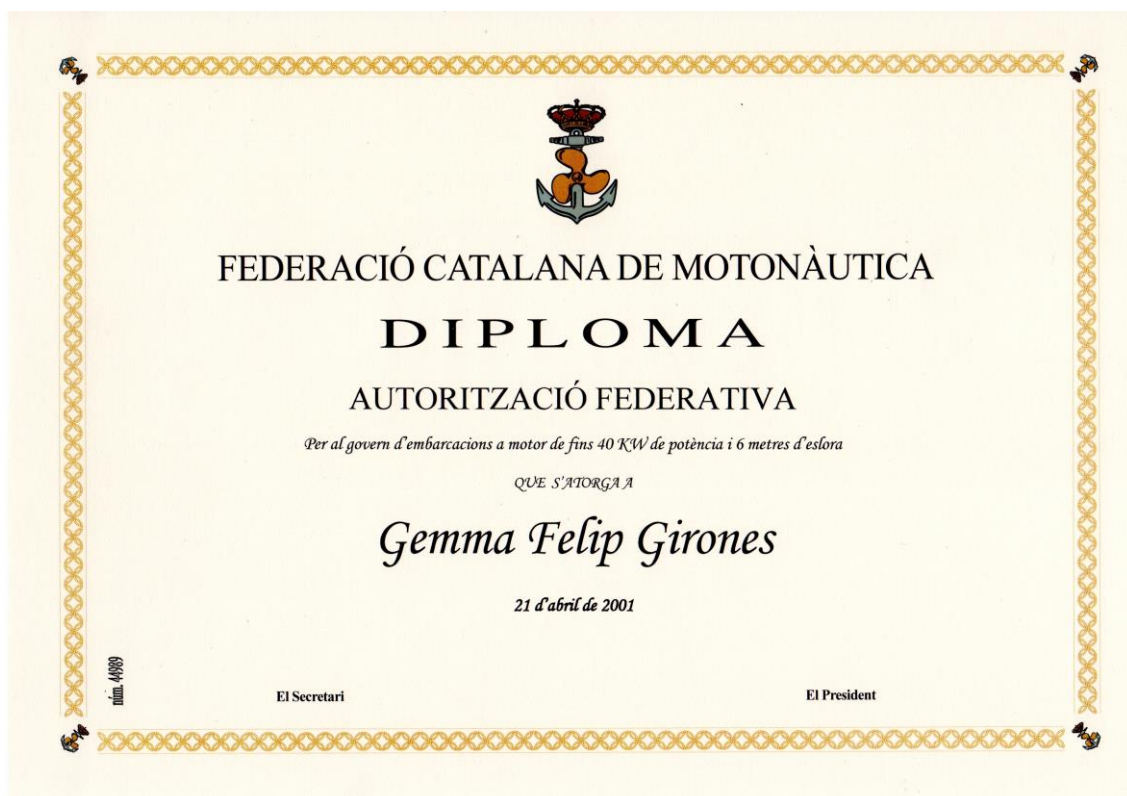 FEDERACIÓ CATALANA DE MOTONÀUTICA
DIPLOMA
AUTORITZACIÓ FEDERATIVA
Per al govern d'embarcacions a motor de fins 40 KW de potència i 6 metres d'eslora
QUE S'ATORGA A
Gemma Felip Girones
21 d'abril de 2001
núm. 44989
El Secretari
El President